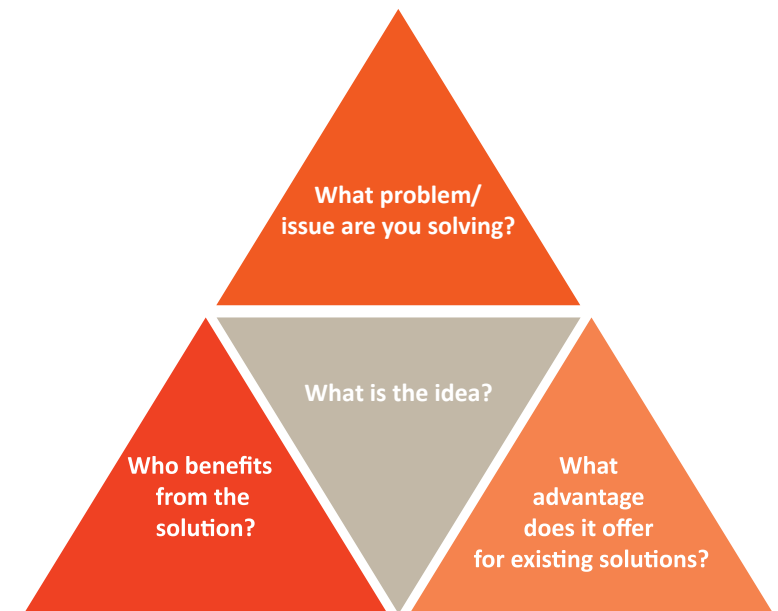 What problem/
issue are you solving?
What is the idea?
Who benefits
from the
solution?
What
advantage
does it offer
for existing solutions?